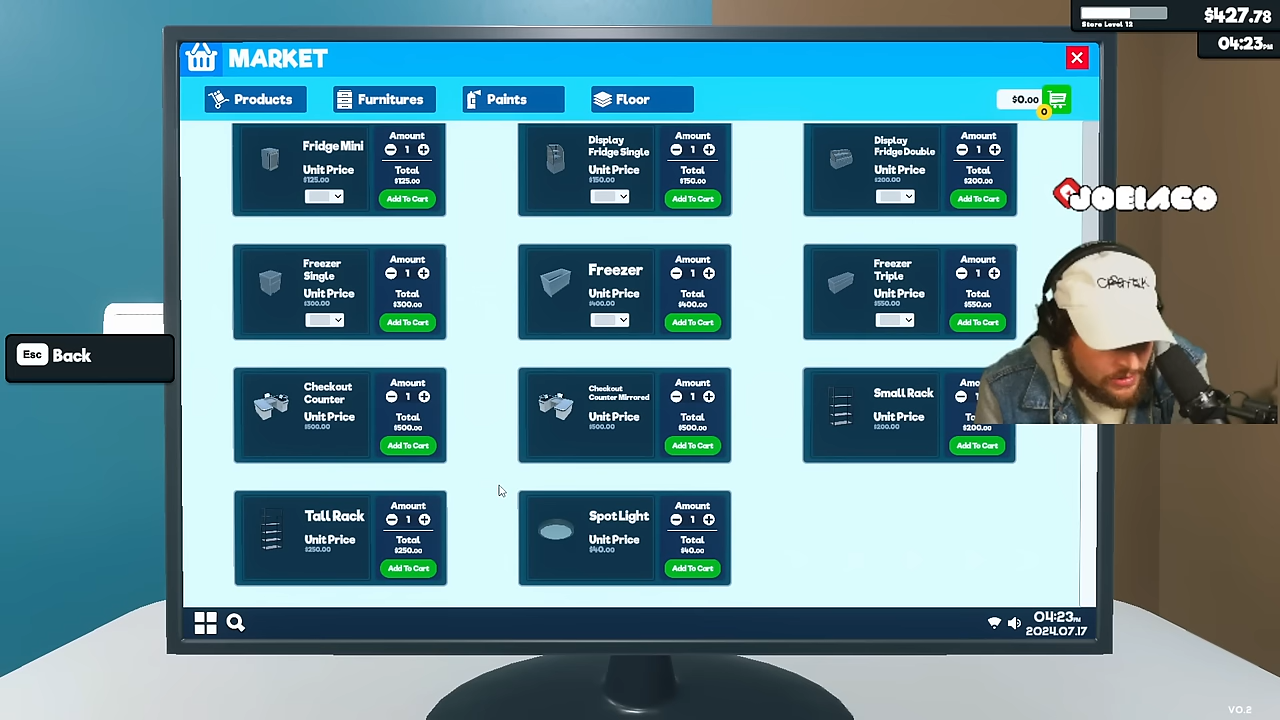 $427.78
Store Level 12
04:23PM
MARKET
Products
Furnitures
Paints
Floor
$0.00
0
Fridge Mini
Unit Price
$125.00
Amount
1
Total
$125.00
Add To Cart
Display
Fridge Single
Unit Price
$150.00
Amount
1
Total
$150.00
Add To Cart
Display
Fridge Double
Unit Price
$200.00
Amount
1
Total
$200.00
Add To Cart
JOEIACO
Freezer
Single
Unit Price
$300.00
Amount
1
Total
$300.00
Add To Cart
Freezer
Unit Price
$400.00
Amount
1
Total
$400.00
Add To Cart
Freezer
Triple
Unit Price
$550.00
Amount
1
Total
$550.00
Add To Cart
Esc Back
Checkout
Counter
Unit Price
$500.00
Amount
1
Total
$500.00
Add To Cart
Checkout
Counter Mirrored
Unit Price
$500.00
Amount
1
Total
$500.00
Add To Cart
Small Rack
Unit Price
$200.00
Amo
1
To
$200.00
Add To Cart
Tall Rack
Unit Price
$250.00
Amount
1
Total
$250.00
Add To Cart
Spot Light
Unit Price
$40.00
Amount
1
Total
$40.00
Add To Cart
04:23PM
2024.07.17
V0.2